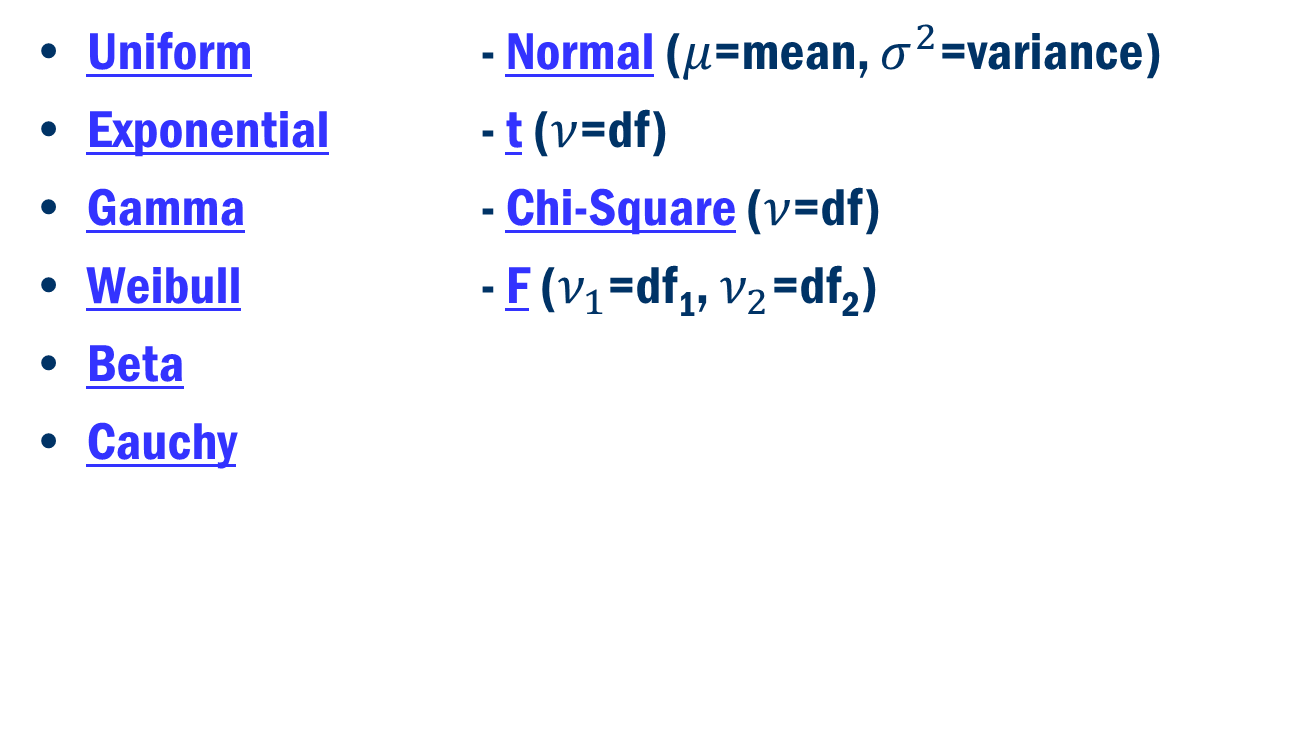 • Uniform - Normal (𝜇=mean, 𝜎²=variance)
• Exponential - t (𝜈=df)
• Gamma - Chi-Square (𝜈=df)
• Weibull - F (𝜈₁=df₁, 𝜈₂=df₂)
• Beta
• Cauchy